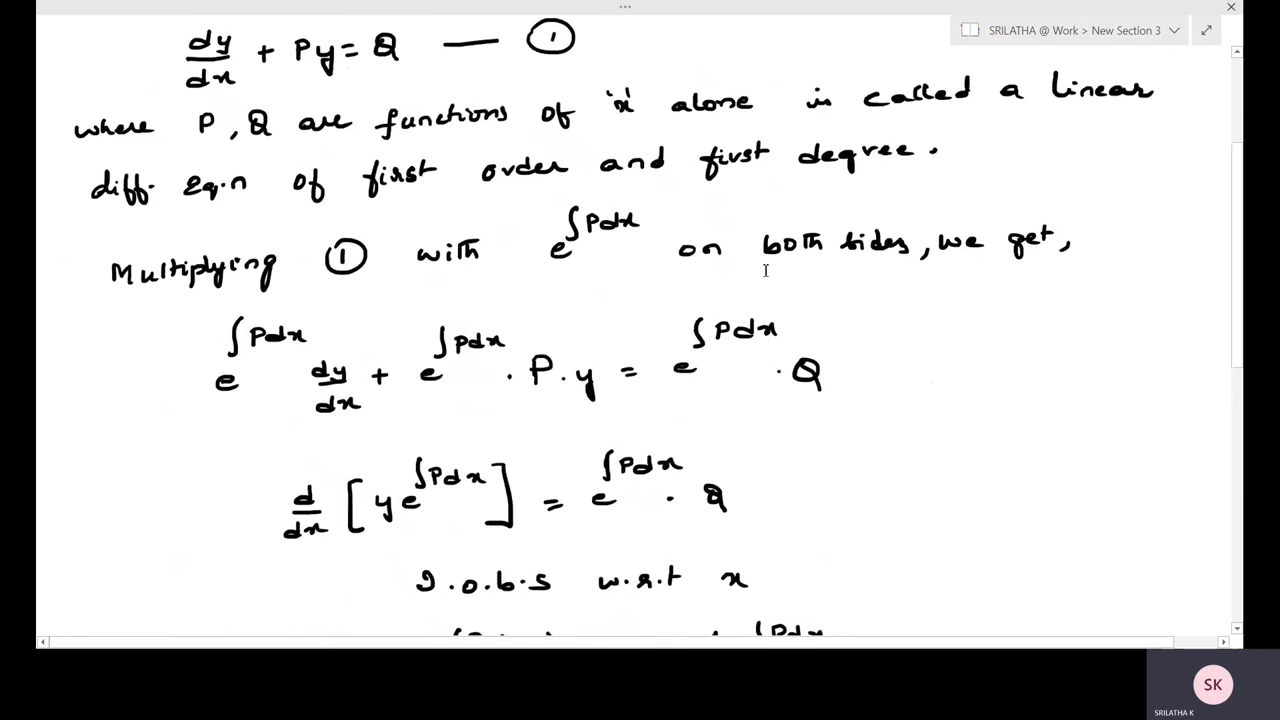 SRILATHA @ Work > New Section 3
dy/dx + Py = Q — ①
where P, Q are functions of 'x' alone is called a linear
diff. Eq.n of first order and first degree.
Multiplying ① with e^∫Pdx on both sides, we get,
e^∫Pdx dy/dx + e^∫Pdx . P . y = e^∫Pdx . Q
d/dx [y e^∫Pdx] = e^∫Pdx . Q
I.o.b.s w.r.t x
SK
SRILATHA K